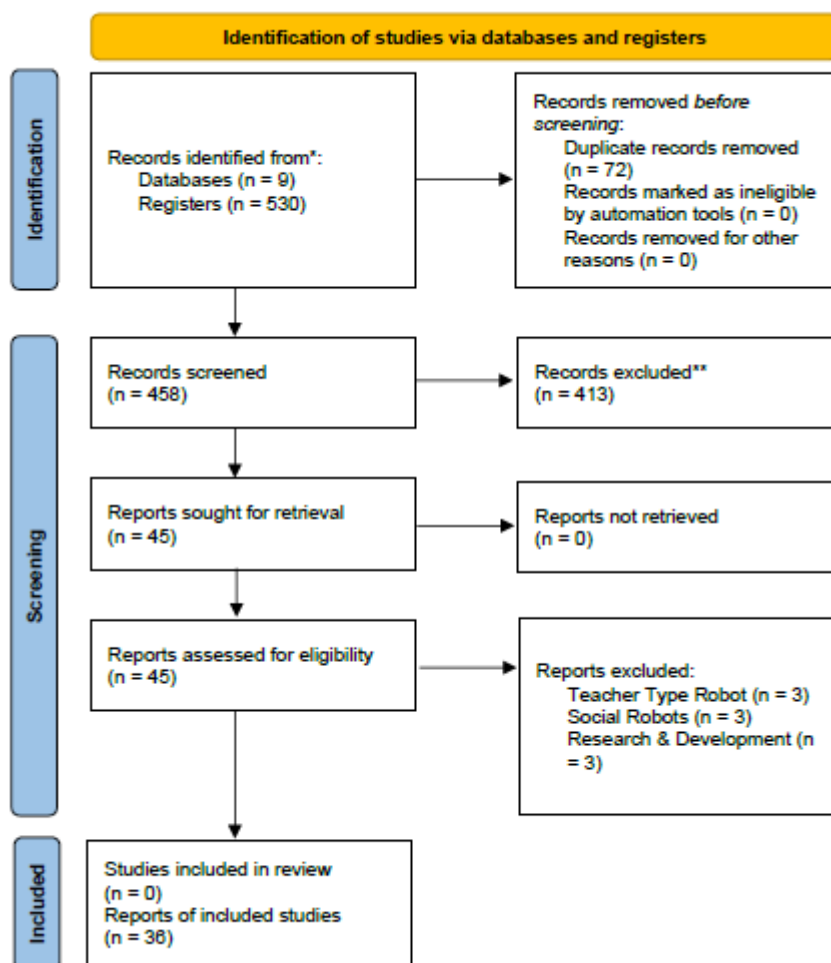 Identification of studies via databases and registers
Identification
Records identified from*:
Databases (n = 9)
Registers (n = 530)
Records removed before
screening:
Duplicate records removed
(n = 72)
Records marked as ineligible
by automation tools (n = 0)
Records removed for other
reasons (n = 0)
Screening
Records screened
(n = 458)
Records excluded**
(n = 413)
Reports sought for retrieval
(n = 45)
Reports not retrieved
(n = 0)
Reports assessed for eligibility
(n = 45)
Reports excluded:
Teacher Type Robot (n = 3)
Social Robots (n = 3)
Research & Development (n
= 3)
Included
Studies included in review
(n = 0)
Reports of included studies
(n = 36)